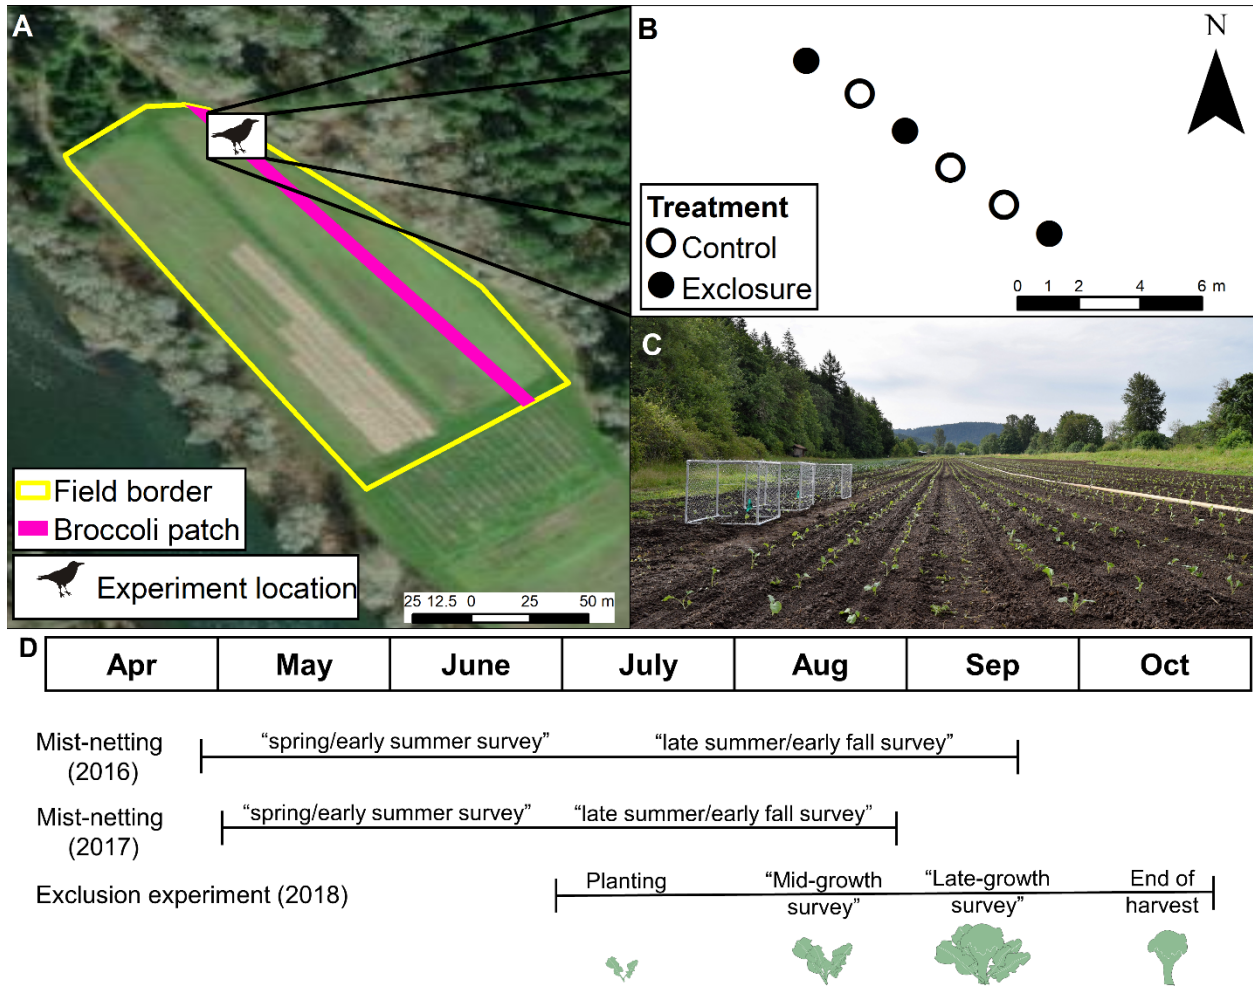 A
Field border
Broccoli patch
Experiment location
25 12.5 0 25 50 m
B
N
Treatment
Control
Exclosure
0 1 2 4 6 m
C
D
Apr May June July Aug Sep Oct
Mist-netting
(2016)
“spring/early summer survey” “late summer/early fall survey”
Mist-netting
(2017)
“spring/early summer survey” “late summer/early fall survey”
Exclusion experiment (2018)
Planting
“Mid-growth
survey”
“Late-growth
survey”
End of
harvest